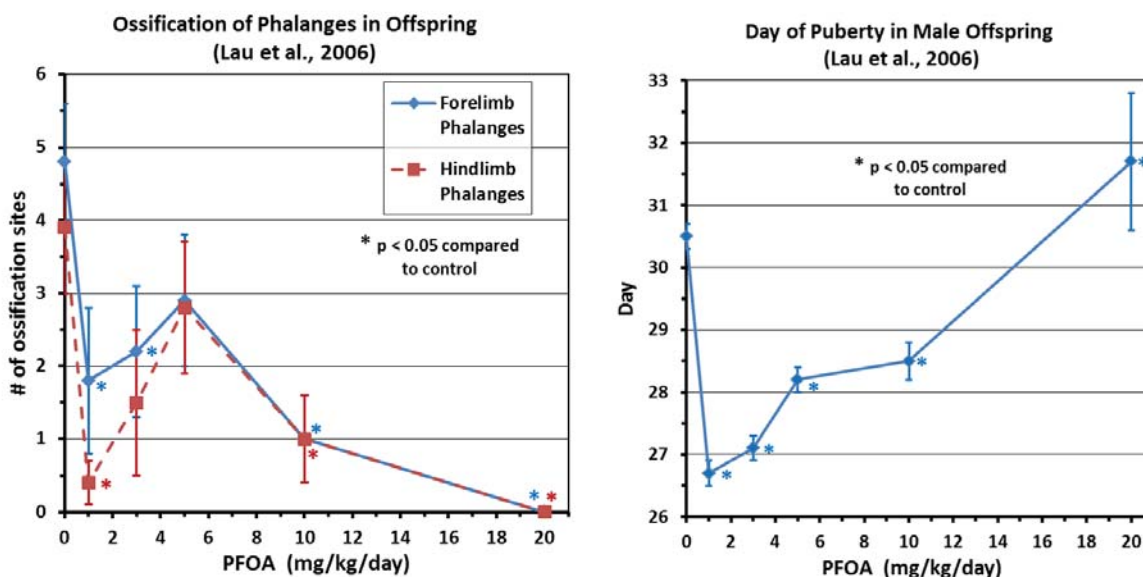 Ossification of Phalanges in Offspring
(Lau et al., 2006)
6
5
4
3
2
1
0
# of ossification sites
Forelimb
Phalanges
Hindlimb
Phalanges
* p < 0.05 compared
to control
*
*
*
*
*
*
*
0 2 4 6 8 10 12 14 16 18 20
PFOA (mg/kg/day)
Day of Puberty in Male Offspring
(Lau et al., 2006)
33
32
31
30
29
28
27
26
Day
* p < 0.05 compared
to control
*
*
*
*
*
0 2 4 6 8 10 12 14 16 18 20
PFOA (mg/kg/day)